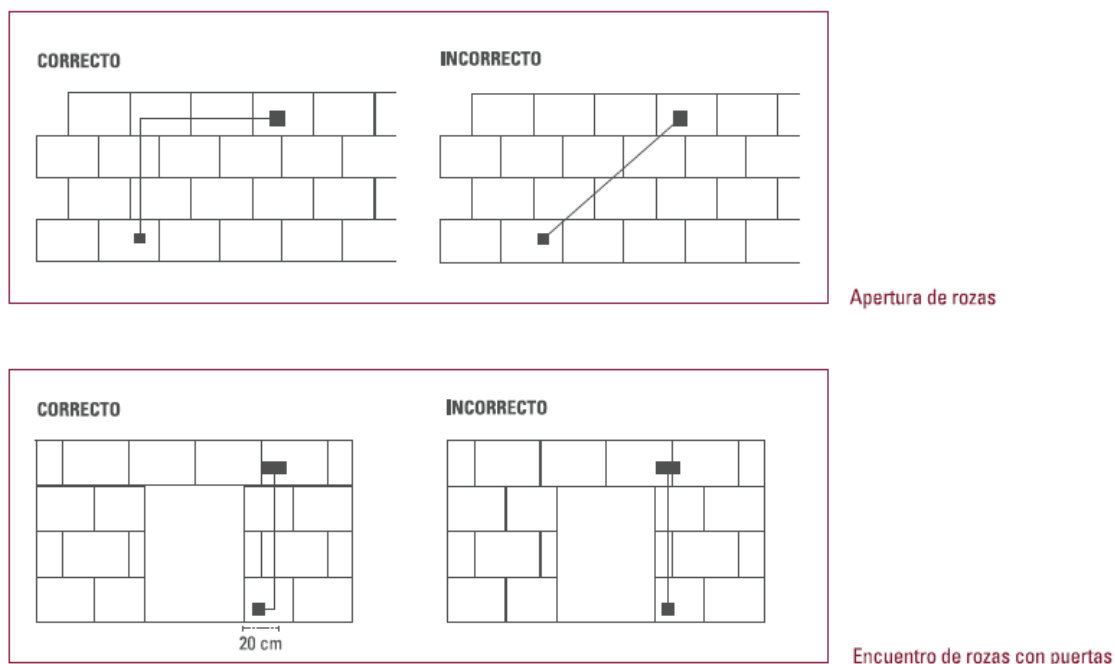 CORRECTO
INCORRECTO
Apertura de rozas
CORRECTO
INCORRECTO
20 cm
Encuentro de rozas con puertas